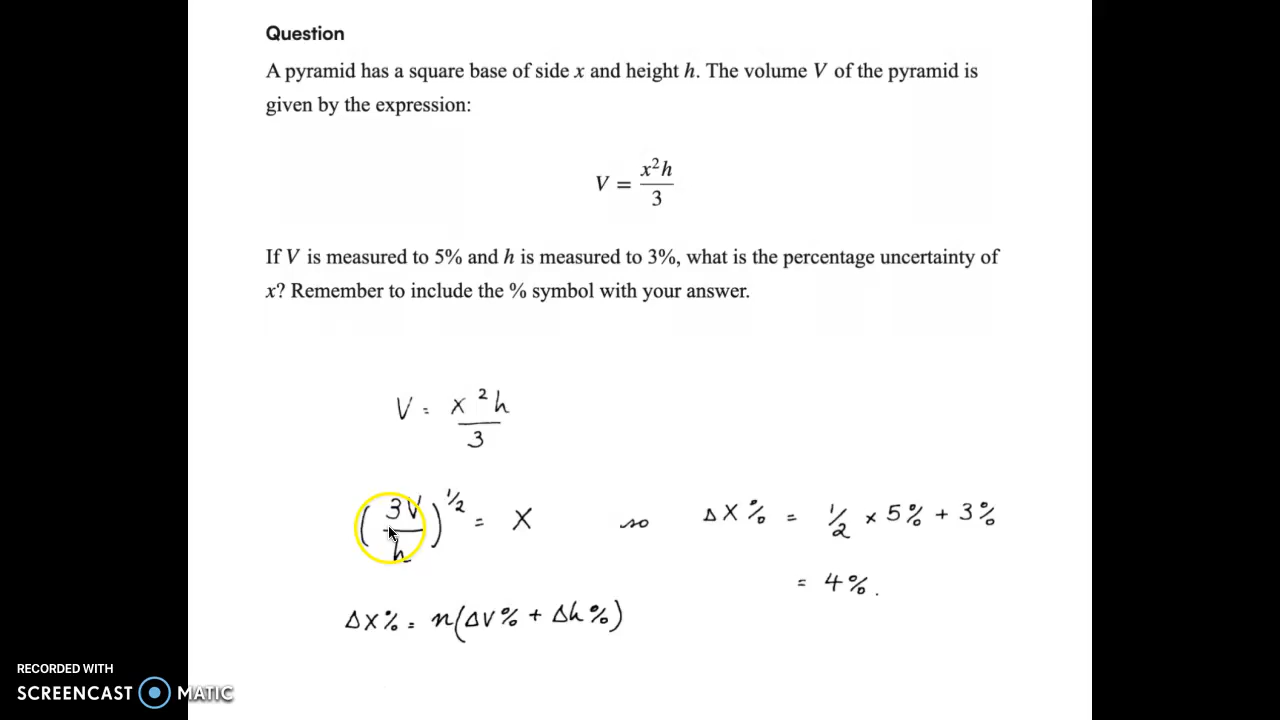 Question
A pyramid has a square base of side x and height h. The volume V of the pyramid is
given by the expression:
V = x²h / 3
If V is measured to 5% and h is measured to 3%, what is the percentage uncertainty of
x? Remember to include the % symbol with your answer.
V = x²h / 3
(3V / h)^½ = X so ΔX% = ½ × 5% + 3%
= 4%.
ΔX% = n(ΔV% + Δh%)
RECORDED WITH
SCREENCAST MATIC